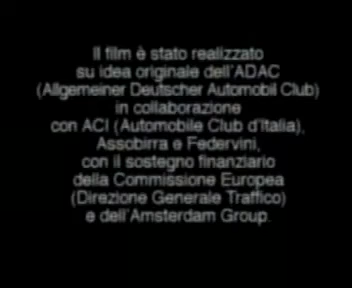 Il film è stato realizzato
su idea originale dell'ADAC
(Allgemeiner Deutscher Automobil Club)
in collaborazione
con ACI (Automobile Club d'Italia),
Assobirra e Federvini,
con il sostegno finanziario
della Commissione Europea
(Direzione Generale Traffico)
e dell'Amsterdam Group.